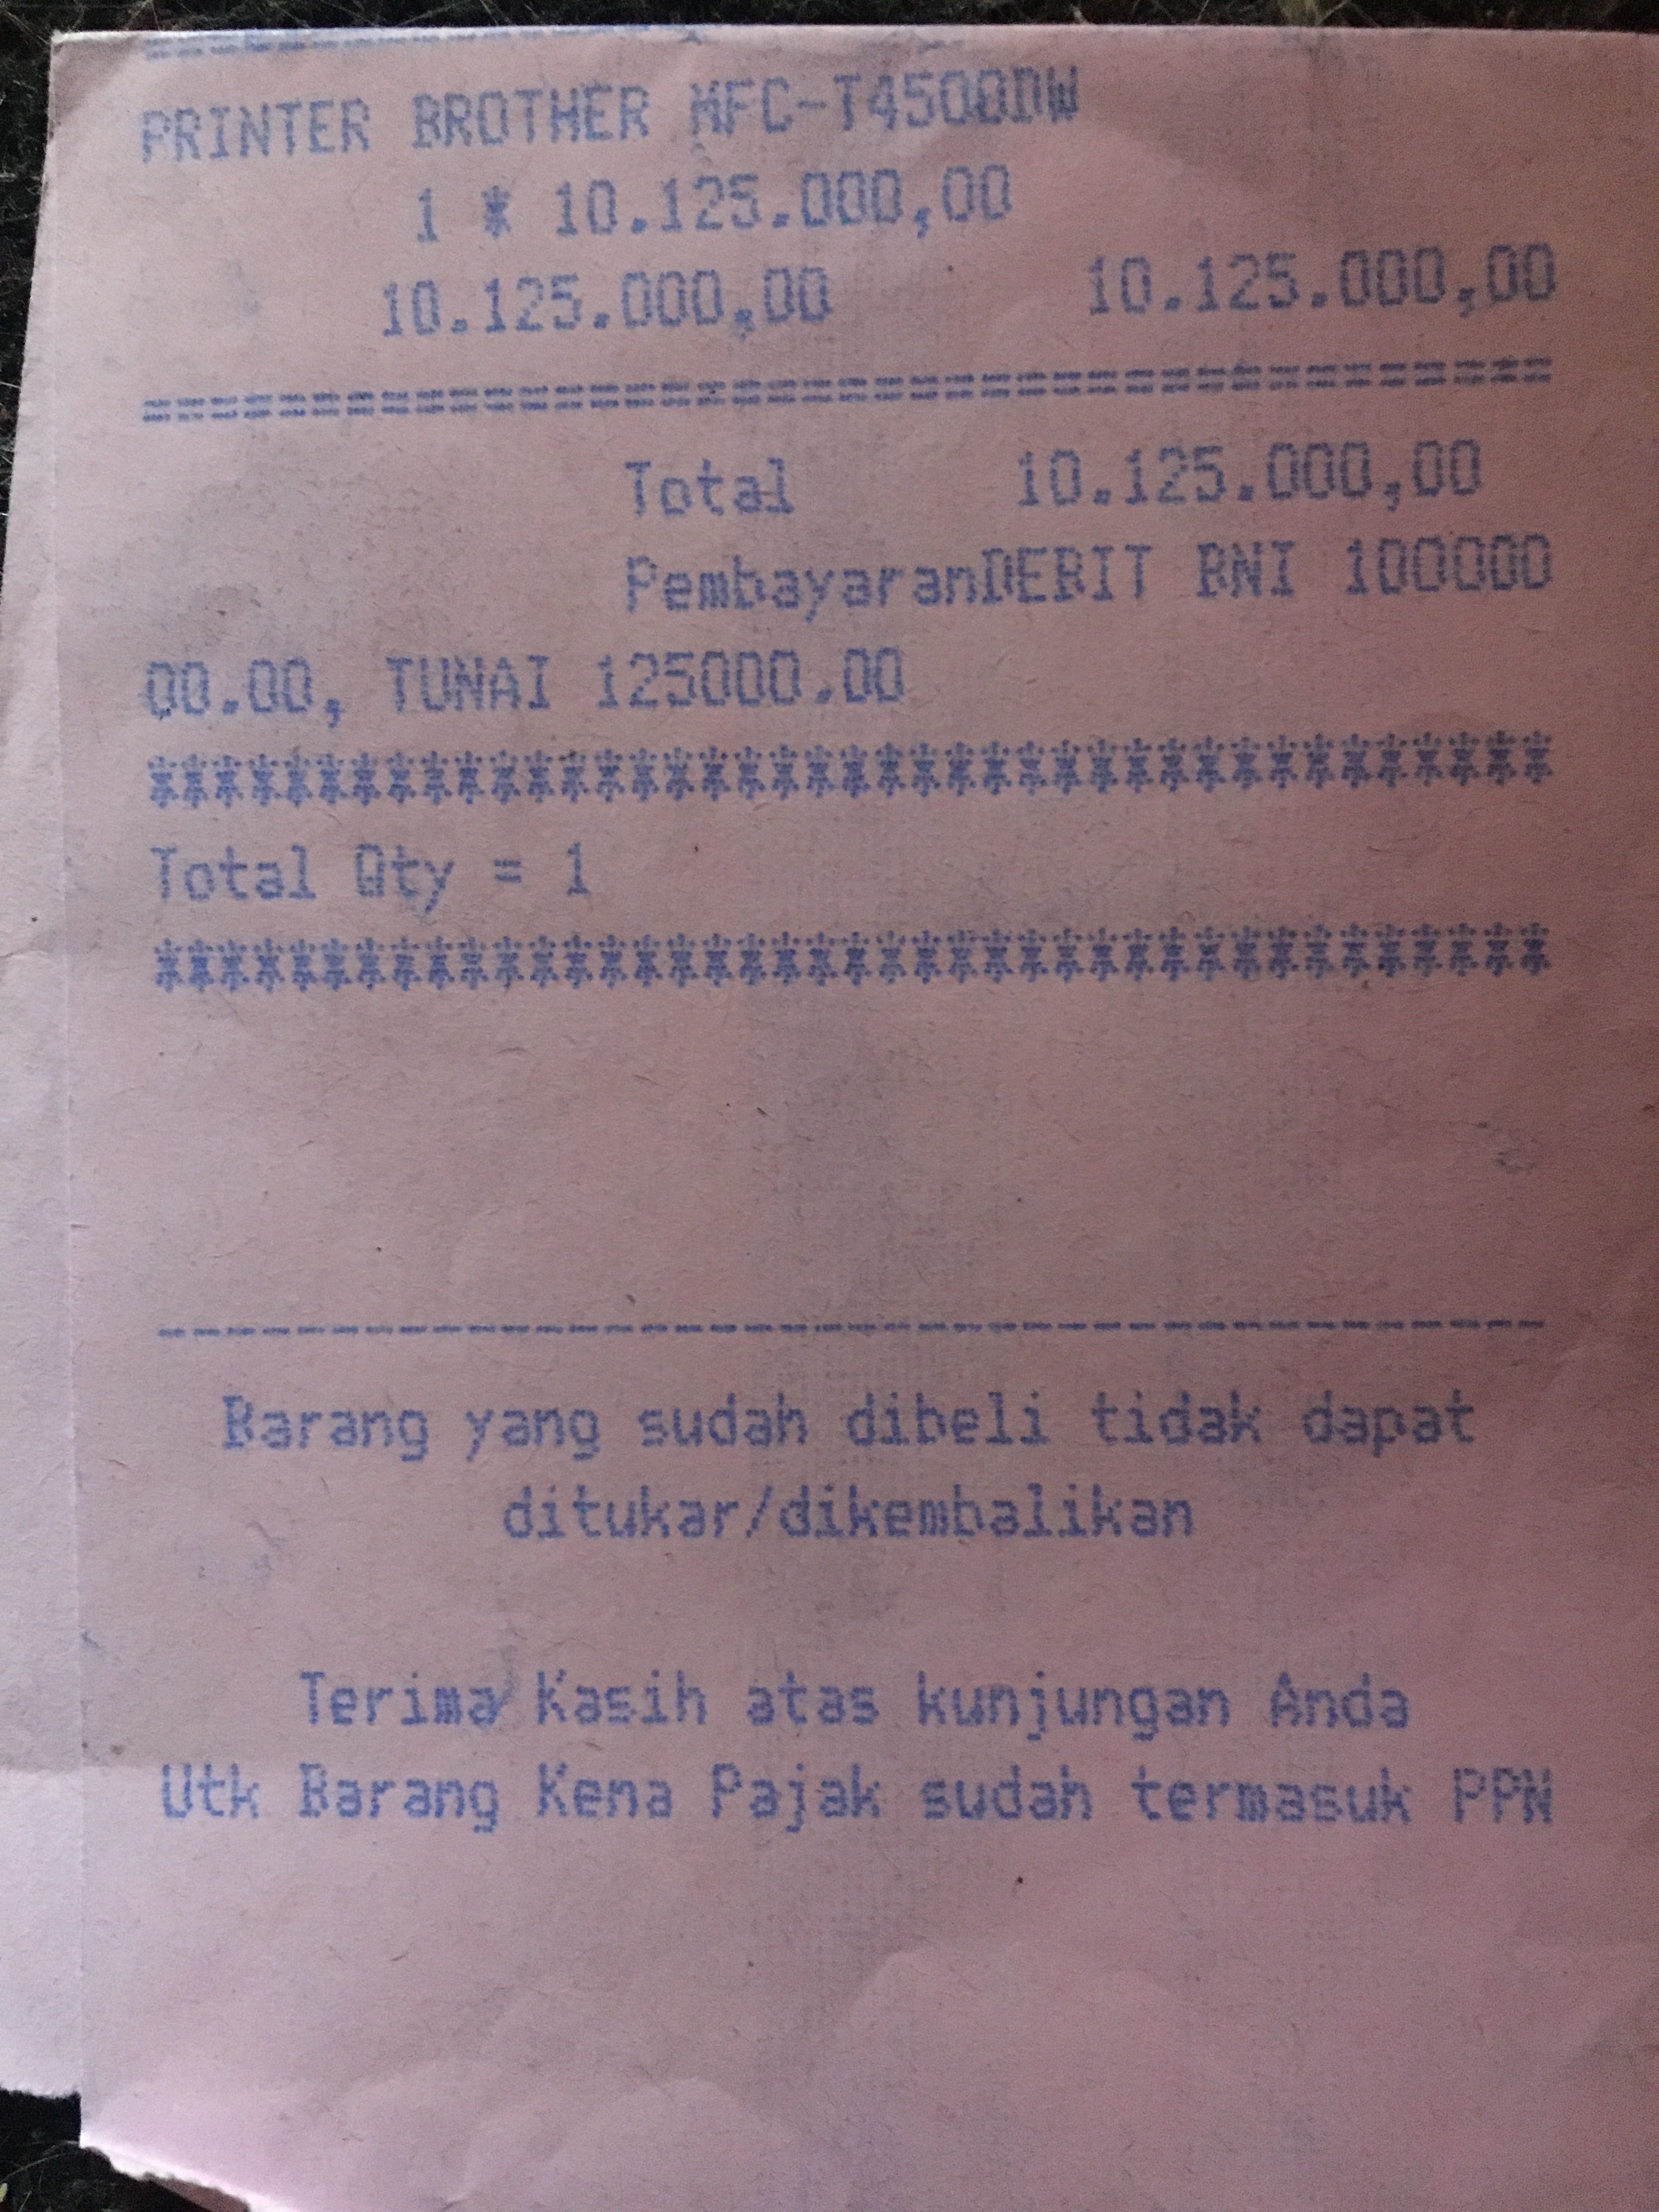 ================================
PRINTER BROTHER MFC-T4500DW
1 * 10.125.000,00
10.125.000,00 10.125.000,00
========================================
Total 10.125.000,00
PembayaranDEBIT BNI 100000
00.00, TUNAI 125000.00
****************************************
Total Qty = 1
****************************************
----------------------------------------
Barang yang sudah dibeli tidak dapat
ditukar/dikembalikan
Terima Kasih atas kunjungan Anda
Utk Barang Kena Pajak sudah termasuk PPN